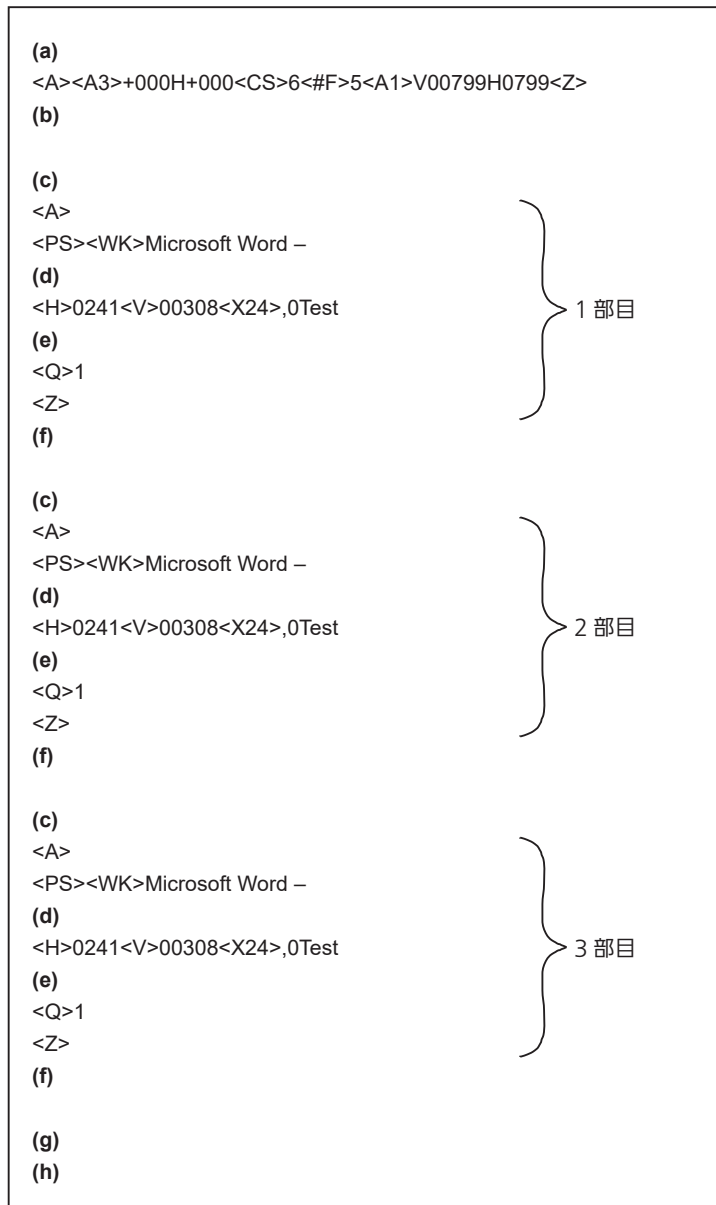 (a)
<A><A3>+000H+000<CS>6<#F>5<A1>V00799H0799<Z>
(b)
(c)
<A>
<PS><WK>Microsoft Word –
(d)
<H>0241<V>00308<X24>,0Test
(e)
<Q>1
<Z>
(f)
1 部目
(c)
<A>
<PS><WK>Microsoft Word –
(d)
<H>0241<V>00308<X24>,0Test
(e)
<Q>1
<Z>
(f)
2 部目
(c)
<A>
<PS><WK>Microsoft Word –
(d)
<H>0241<V>00308<X24>,0Test
(e)
<Q>1
<Z>
(f)
3 部目
(g)
(h)